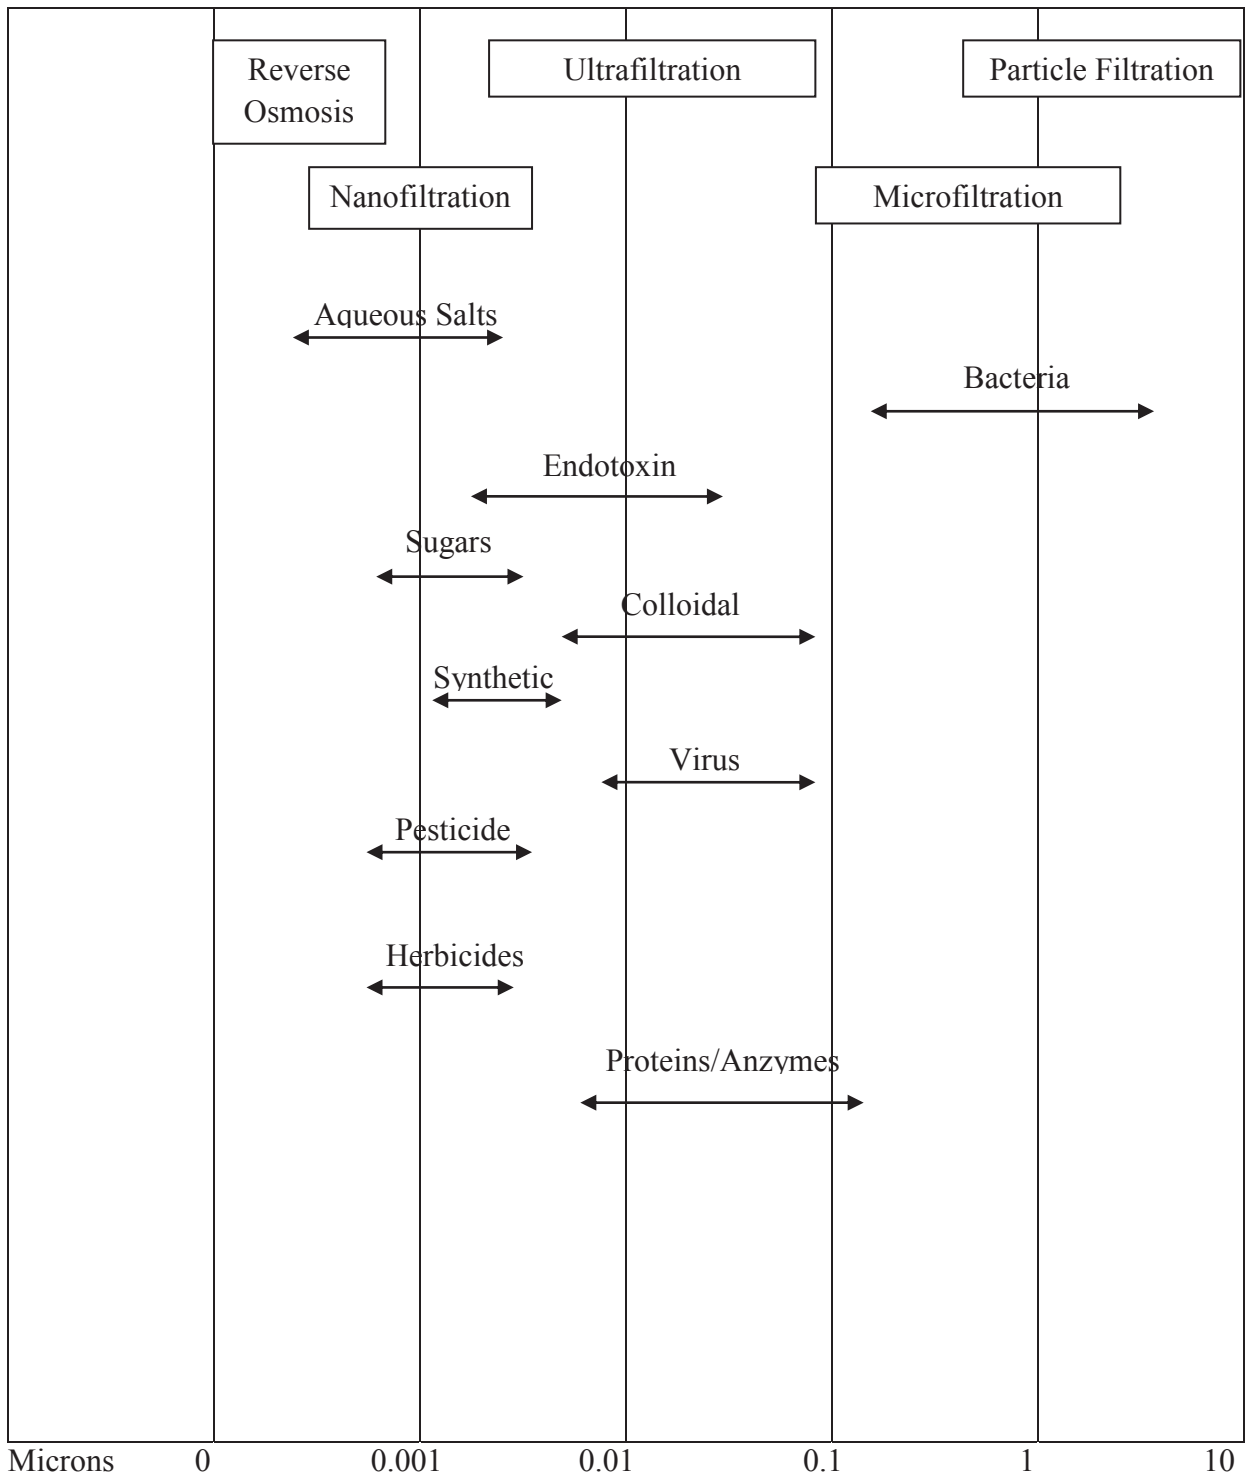 Reverse
Osmosis
Ultrafiltration
Particle Filtration
Nanofiltration
Microfiltration
Aqueous Salts
Bacteria
Endotoxin
Sugars
Colloidal
Synthetic
Virus
Pesticide
Herbicides
Proteins/Anzymes
Microns 0 0.001 0.01 0.1 1 10